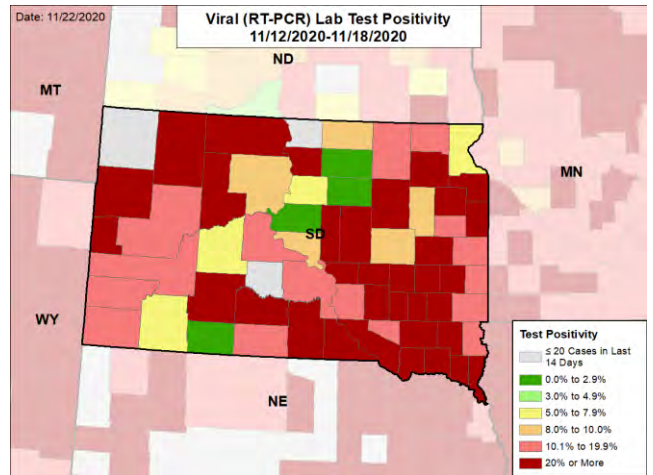 Date: 11/22/2020
Viral (RT-PCR) Lab Test Positivity
11/12/2020-11/18/2020
ND
MT
MN
SD
WY
NE
Test Positivity
≤ 20 Cases in Last
14 Days
0.0% to 2.9%
3.0% to 4.9%
5.0% to 7.9%
8.0% to 10.0%
10.1% to 19.9%
20% or More